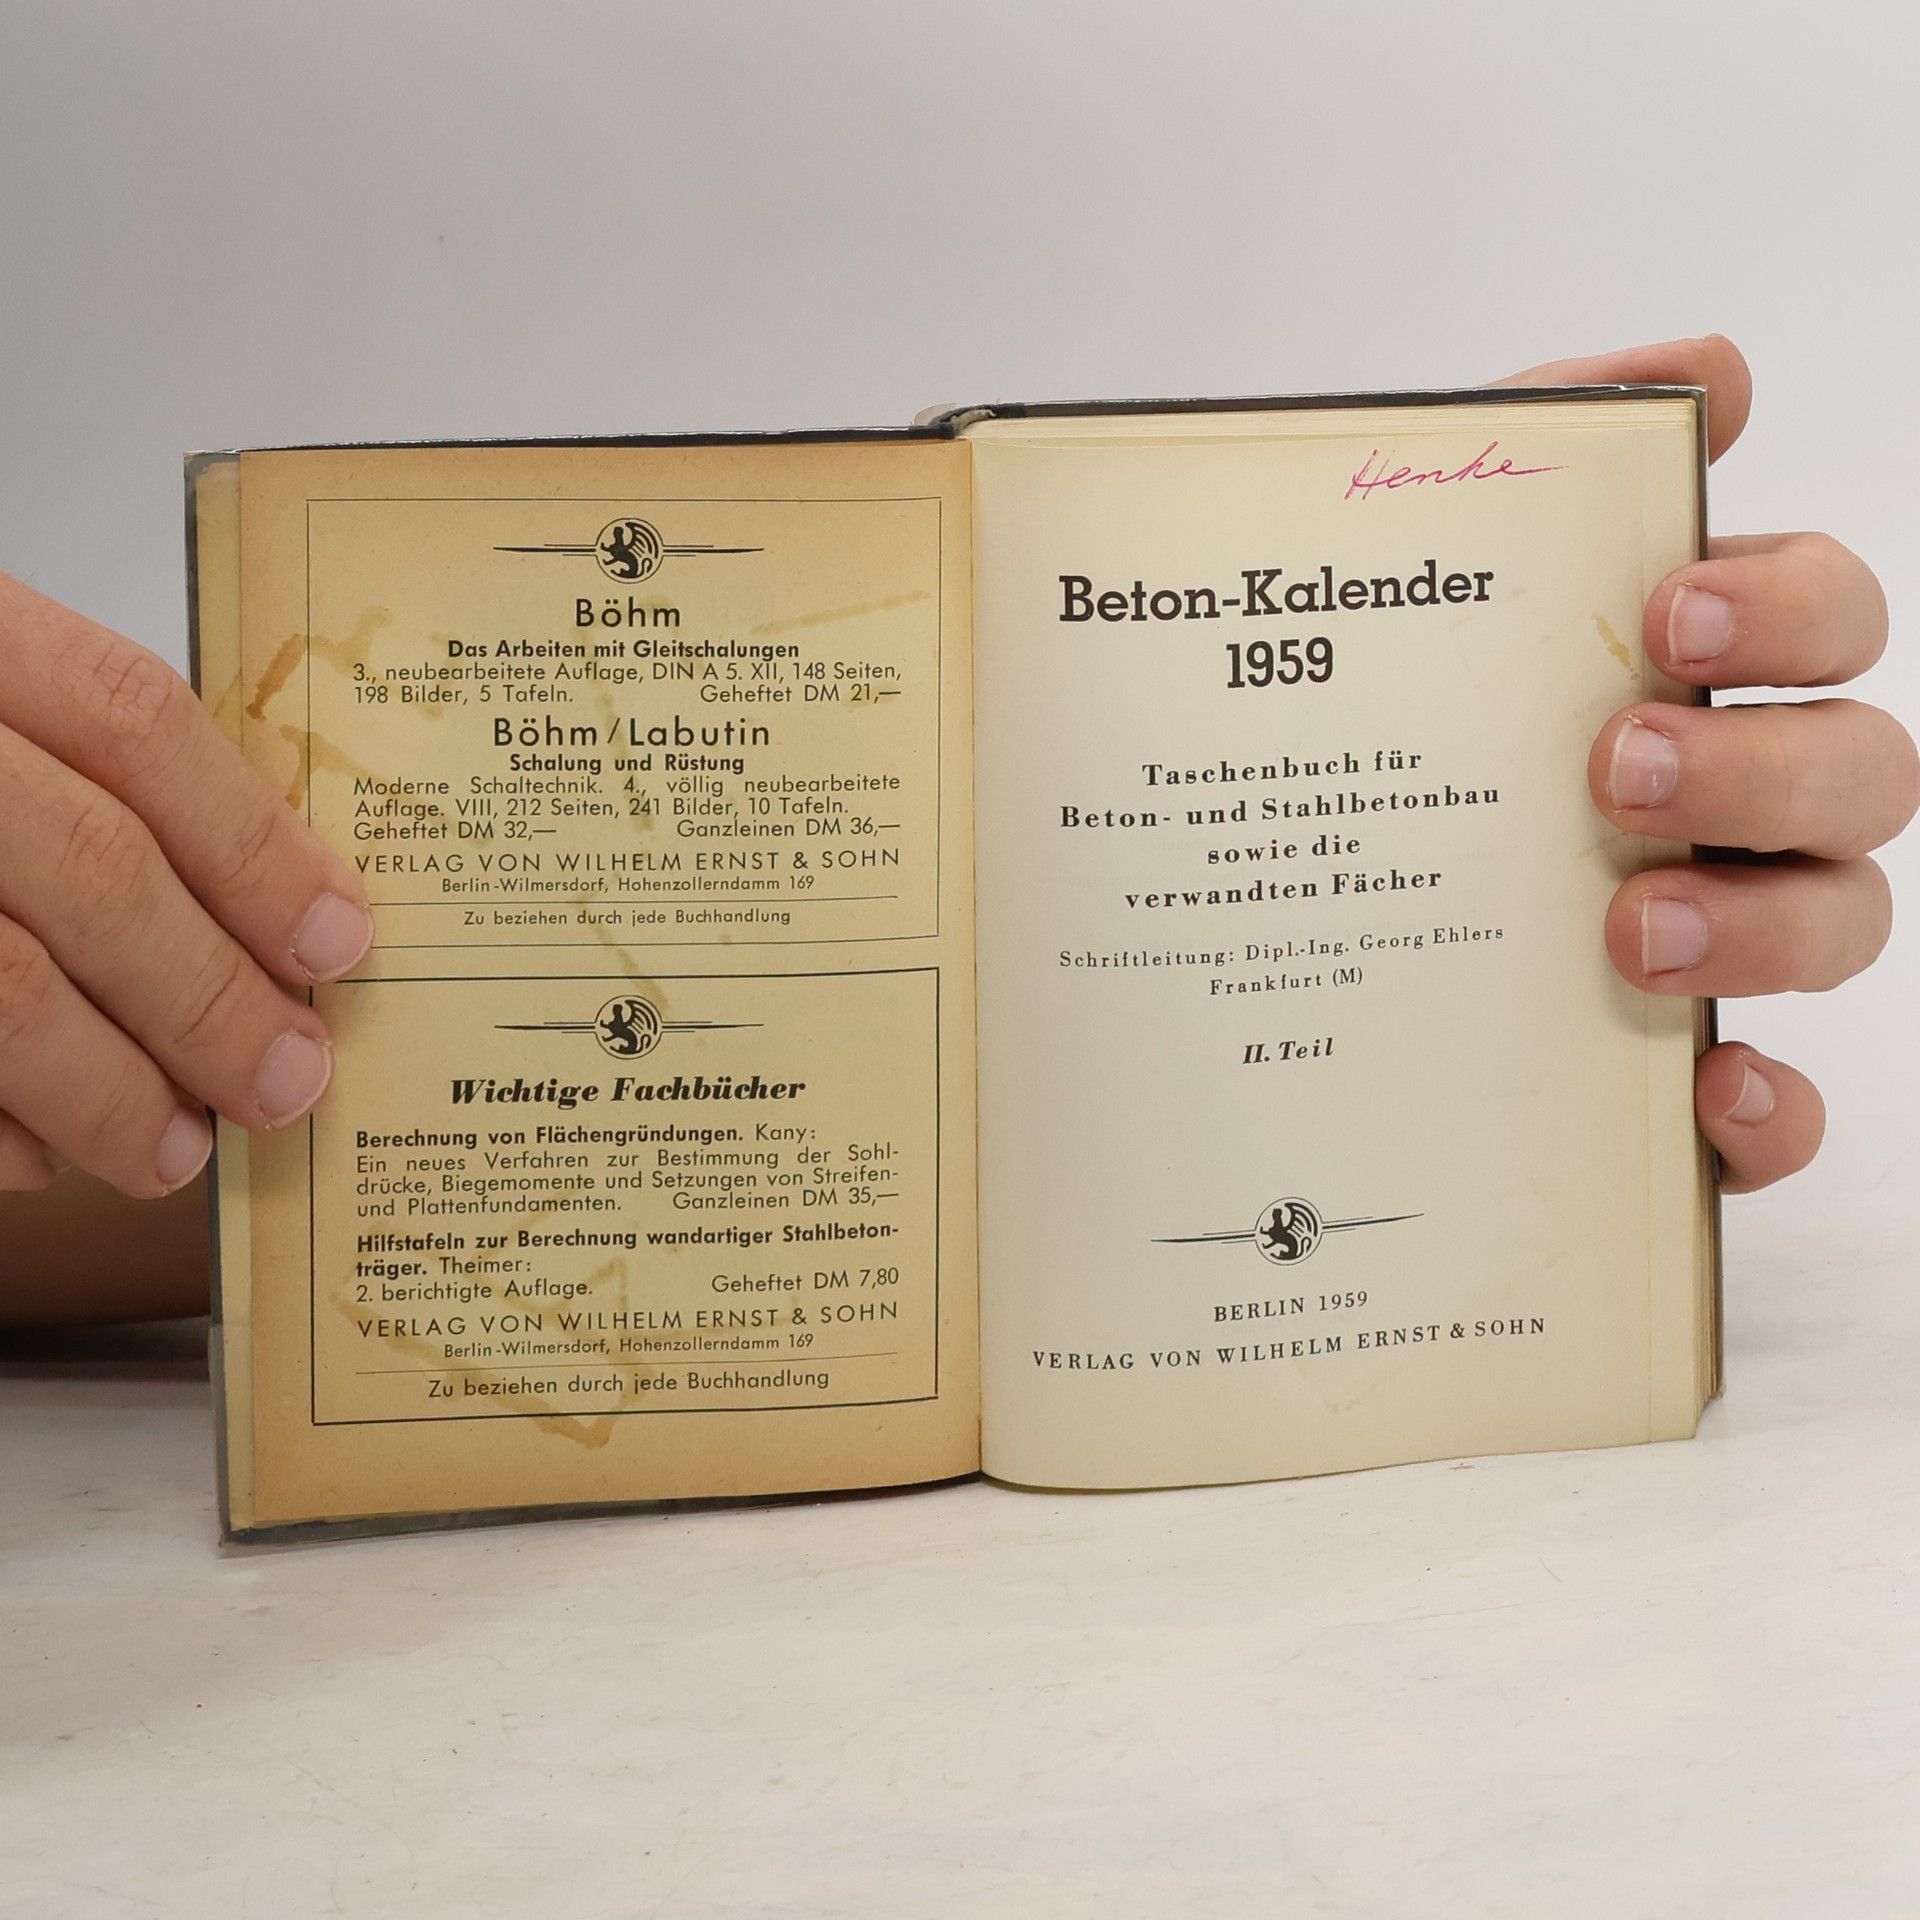 Böhm
Das Arbeiten mit Gleitschalungen
3., neubearbeitete Auflage, DIN A 5. XII, 148 Seiten,
198 Bilder, 5 Tafeln. Geheftet DM 21,—
Böhm / Labutin
Schalung und Rüstung
Moderne Schaltechnik. 4., völlig neubearbeitete
Auflage. VIII, 212 Seiten, 241 Bilder, 10 Tafeln.
Geheftet DM 32,— Ganzleinen DM 36,—
VERLAG VON WILHELM ERNST & SOHN
Berlin-Wilmersdorf, Hohenzollerndamm 169
Zu beziehen durch jede Buchhandlung
Wichtige Fachbücher
Berechnung von Flächengründungen. Kany:
Ein neues Verfahren zur Bestimmung der Sohl-
drücke, Biegemomente und Setzungen von Streifen-
und Plattenfundamenten. Ganzleinen DM 35,—
Hilfstafeln zur Berechnung wandartiger Stahlbeton-
träger. Theimer:
2. berichtigte Auflage. Geheftet DM 7,80
VERLAG VON WILHELM ERNST & SOHN
Berlin-Wilmersdorf, Hohenzollerndamm 169
Zu beziehen durch jede Buchhandlung
Henke
Beton-Kalender
1959
Taschenbuch für
Beton- und Stahlbetonbau
sowie die
verwandten Fächer
Schriftleitung: Dipl.-Ing. Georg Ehlers
Frankfurt (M)
II. Teil
BERLIN 1959
VERLAG VON WILHELM ERNST & SOHN